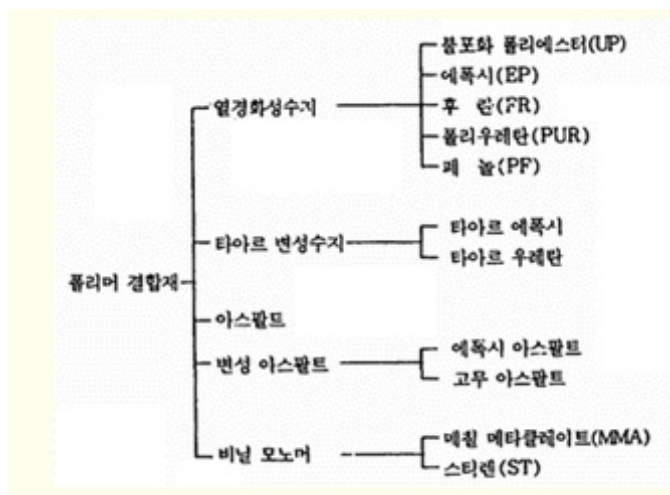 폴리머 결합재
열경화성수지
불포화 폴리에스터(UP)
에폭시(EP)
후 란(FR)
폴리우레탄(PUR)
페 놀(PF)
타아르 변성수지
타아르 에폭시
타아르 우레탄
아스팔트
변성 아스팔트
에폭시 아스팔트
고무 아스팔트
비닐 모노머
메칠 메타클레이트(MMA)
스티렌(ST)